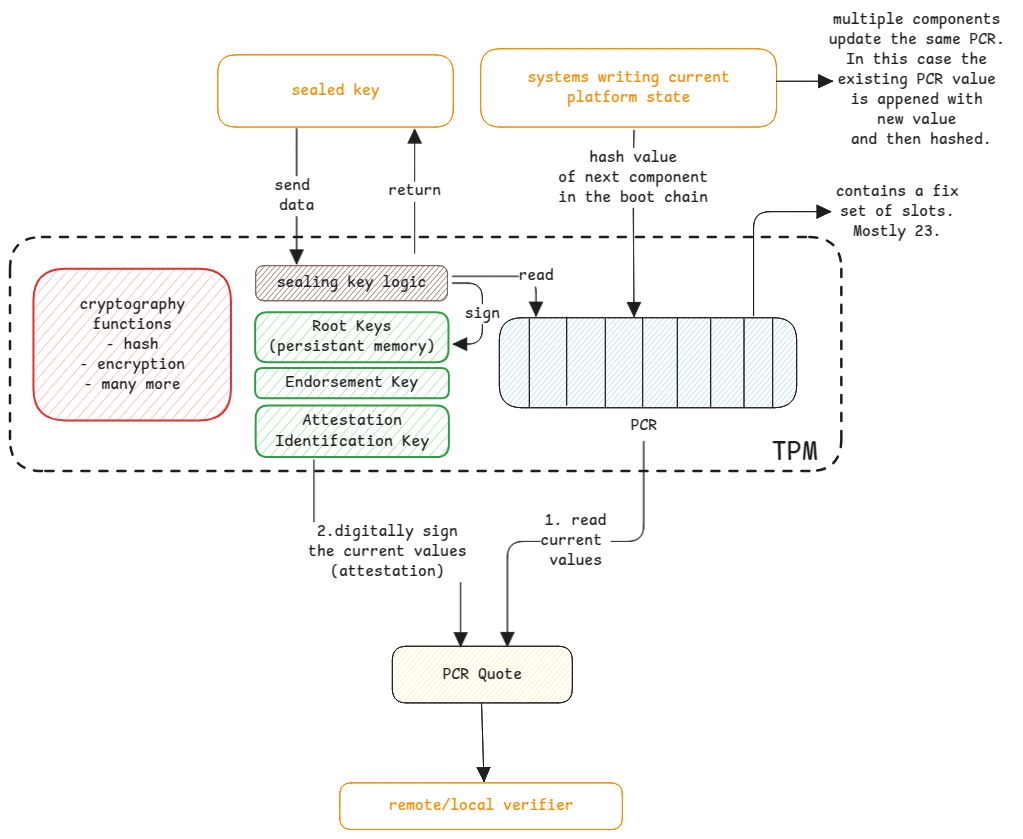 multiple components
update the same PCR.
In this case the
existing PCR value
is appened with
new value
and then hashed.
sealed key
systems writing current
platform state
send
data
return
hash value
of next component
in the boot chain
contains a fix
set of slots.
Mostly 23.
cryptography
functions
- hash
- encryption
- many more
sealing key logic
read
sign
Root Keys
(persistant memory)
Endorsement Key
Attestation
Identifcation Key
PCR
TPM
2.digitally sign
the current values
(attestation)
1. read
current
values
PCR Quote
remote/local verifier